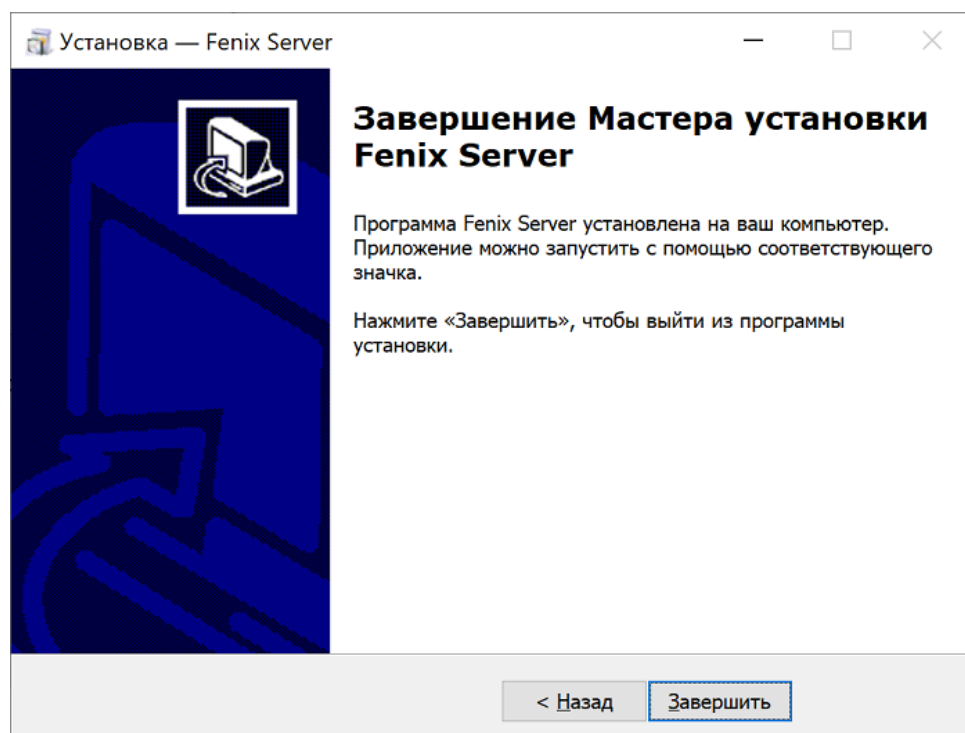 Установка — Fenix Server
Завершение Мастера установки
Fenix Server
Программа Fenix Server установлена на ваш компьютер.
Приложение можно запустить с помощью соответствующего
значка.
Нажмите «Завершить», чтобы выйти из программы
установки.
< Назад
Завершить